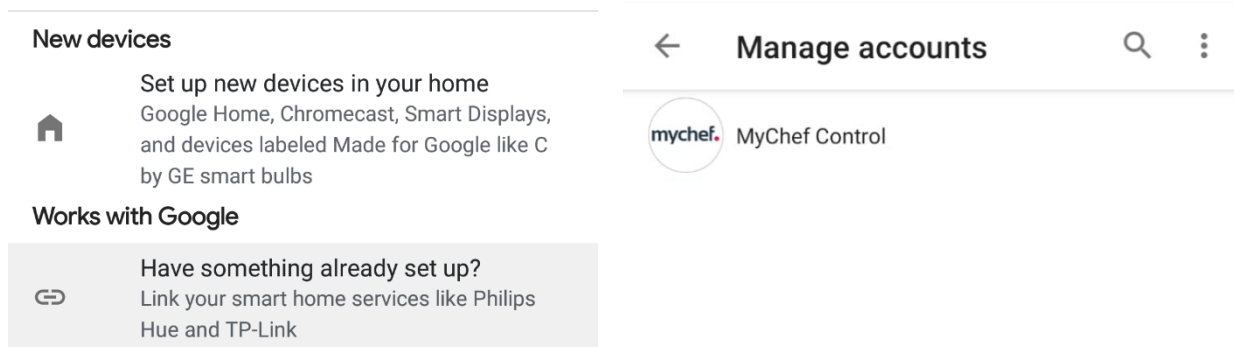 New devices
Set up new devices in your home
Google Home, Chromecast, Smart Displays,
and devices labeled Made for Google like C
by GE smart bulbs
Works with Google
Have something already set up?
Link your smart home services like Philips
Hue and TP-Link
Manage accounts
mychef.
MyChef Control